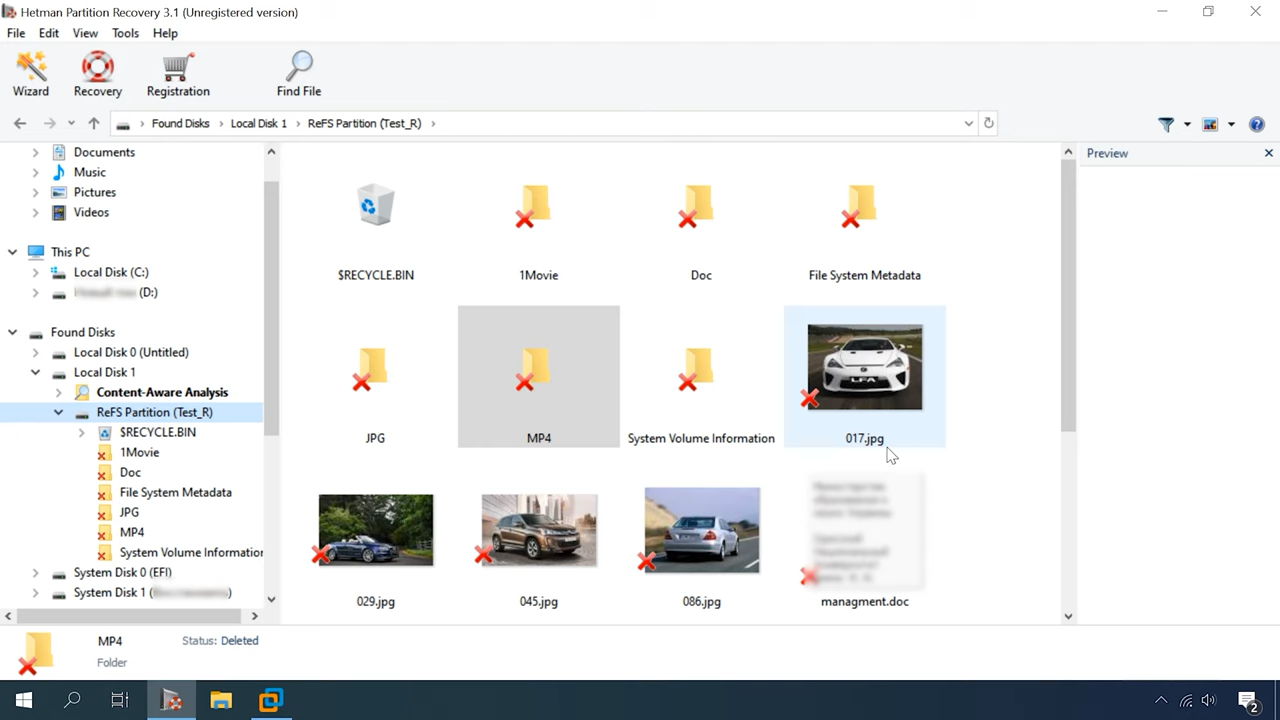 Hetman Partition Recovery 3.1 (Unregistered version)
File Edit View Tools Help
Wizard Recovery Registration Find File
Found Disks Local Disk 1 ReFS Partition (Test_R)
Preview
Documents
Music
Pictures
Videos
This PC
Local Disk (C:)
(D:)
Found Disks
Local Disk 0 (Untitled)
Local Disk 1
Content-Aware Analysis
ReFS Partition (Test_R)
$RECYCLE.BIN
1Movie
Doc
File System Metadata
JPG
MP4
System Volume Information
System Disk 0 (EFI)
System Disk 1 (
$RECYCLE.BIN 1Movie Doc File System Metadata
LFA
JPG MP4 System Volume Information 017.jpg
029.jpg 045.jpg 086.jpg managment.doc
MP4 Status: Deleted
Folder
2